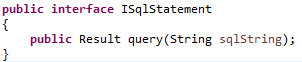 public interface ISqlStatement
{
    public Result query(String sqlString);
}